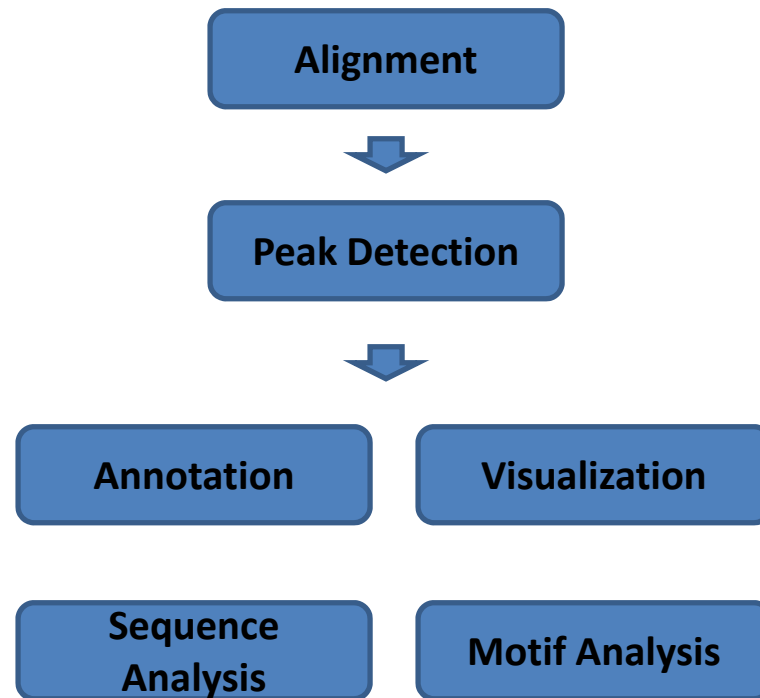 Alignment
Peak Detection
Annotation
Visualization
Sequence
Analysis
Motif Analysis